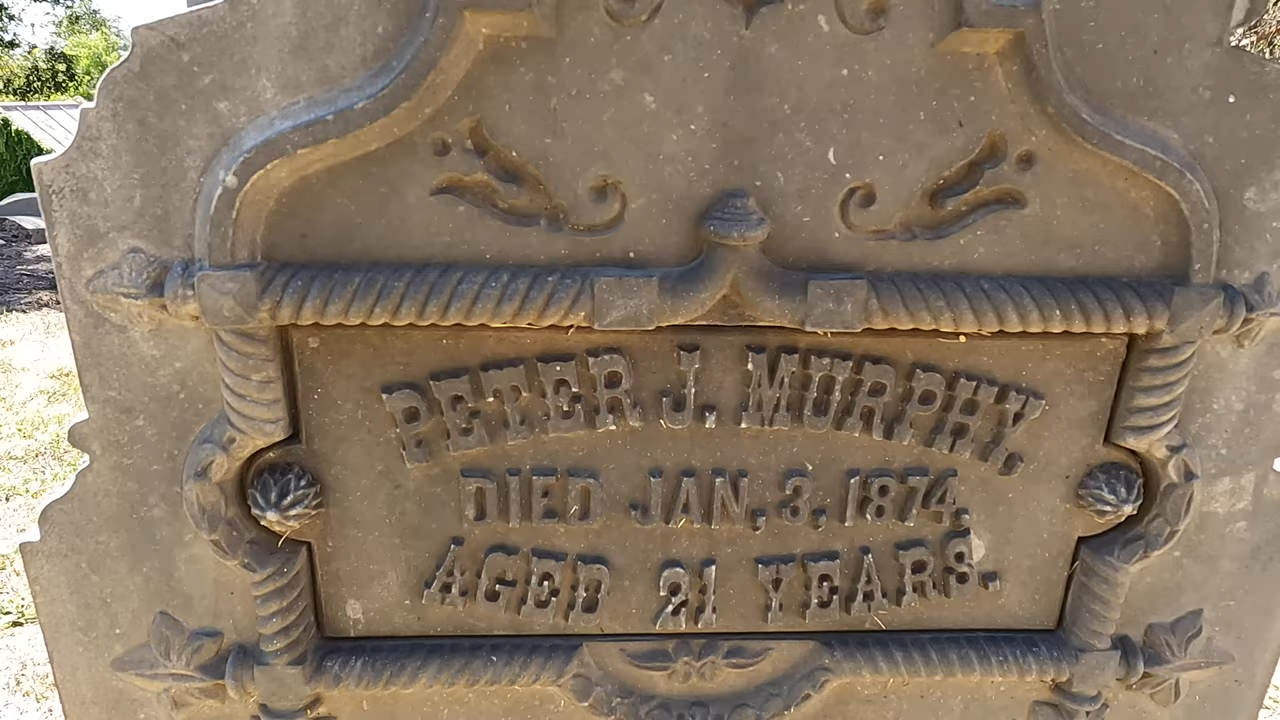 PETER J. MURPHY.
DIED JAN, 3, 1874.
AGED 21 YEARS.